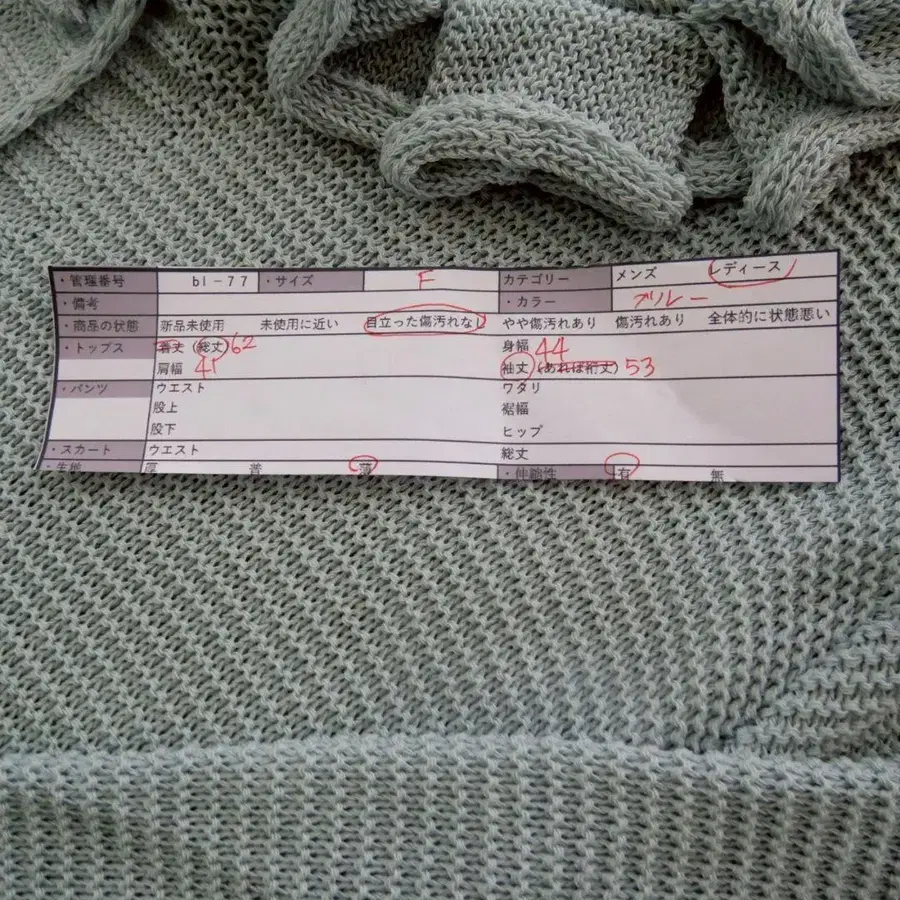 ・管理番号 bl-77 ・サイズ F カテゴリー メンズ レディース
・備考 ・カラー ブルー
・商品の状態 新品未使用 未使用に近い 目立った傷汚れなし やや傷汚れあり 傷汚れあり 全体的に状態悪い
・トップス 着丈 (総丈) 62 身幅 44
肩幅 41 袖丈 (あれば裄丈) 53
・パンツ ウエスト ワタリ
股上 裾幅
股下 ヒップ
・スカート ウエスト 総丈
・生地 厚 普 薄 ・伸縮性 有 無